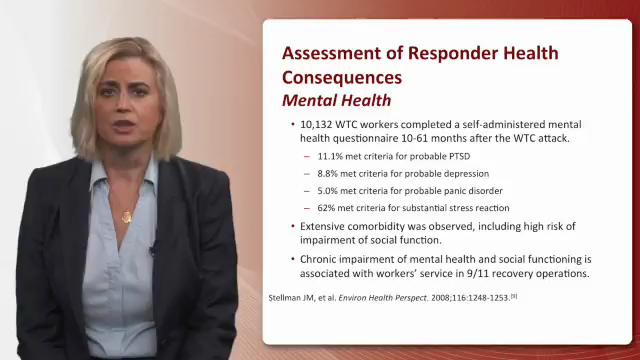 Assessment of Responder Health
Consequences
Mental Health
• 10,132 WTC workers completed a self-administered mental
health questionnaire 10-61 months after the WTC attack.
– 11.1% met criteria for probable PTSD
– 8.8% met criteria for probable depression
– 5.0% met criteria for probable panic disorder
– 62% met criteria for substantial stress reaction
• Extensive comorbidity was observed, including high risk of
impairment of social function.
• Chronic impairment of mental health and social functioning is
associated with workers' service in 9/11 recovery operations.
Stellman JM, et al. Environ Health Perspect. 2008;116:1248-1253.[9]